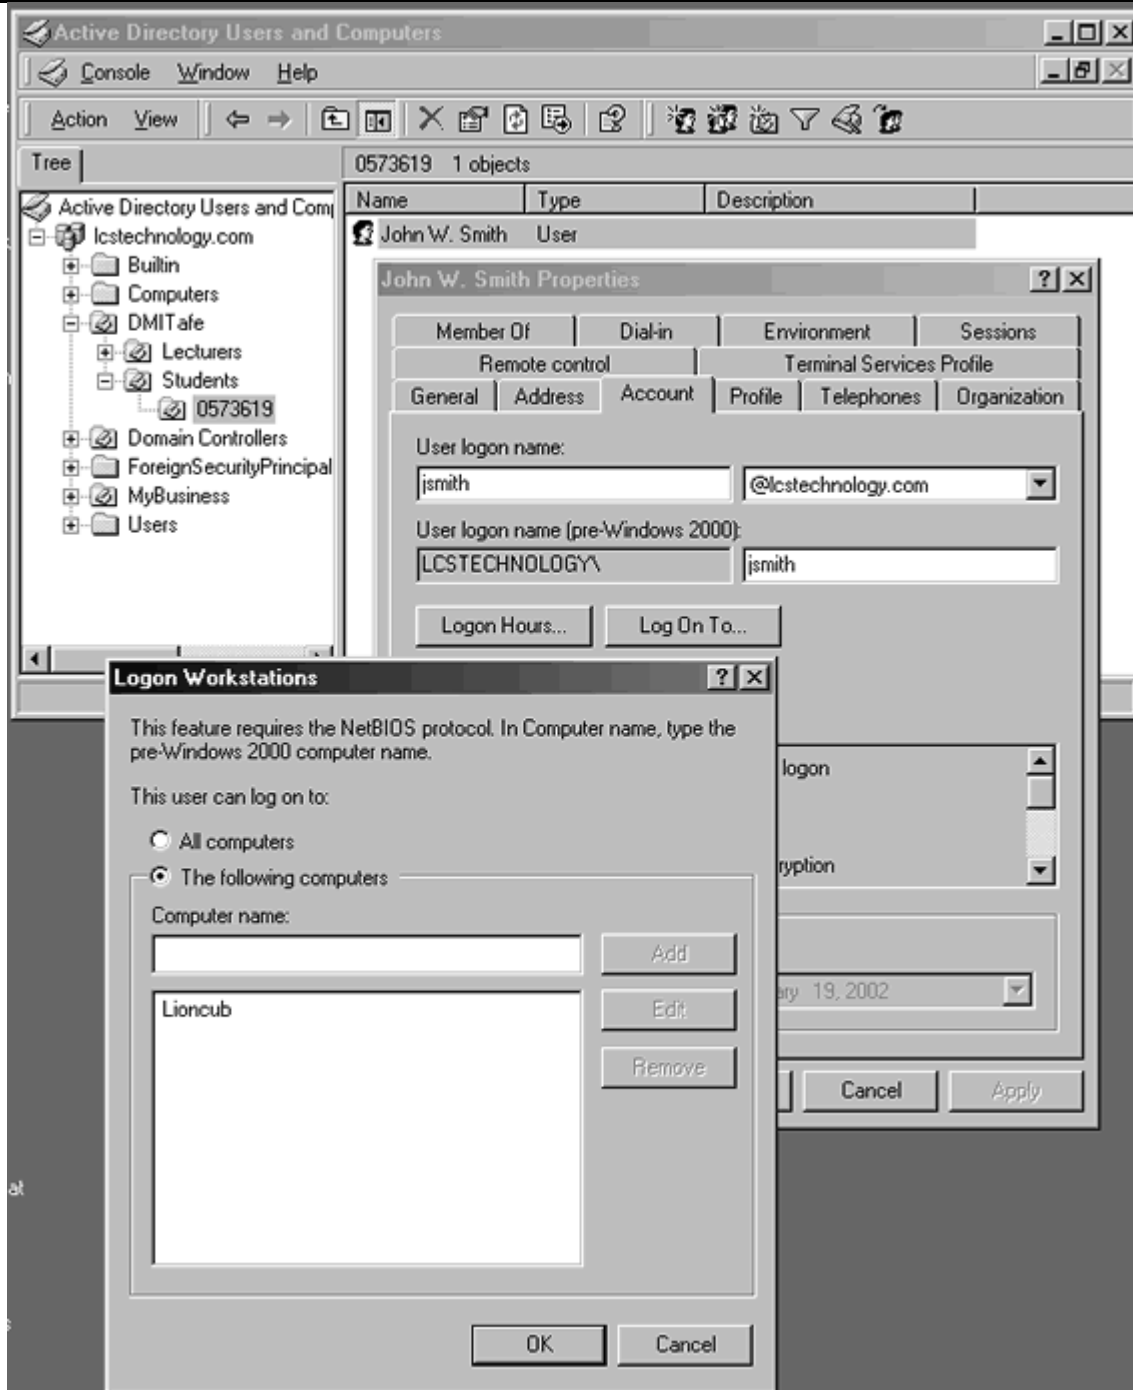 Active Directory Users and Computers
Console Window Help
Action View
Tree
0573619 1 objects
Name Type Description
Active Directory Users and Comp
lcstechnology.com
Builtin
Computers
DMITafe
Lecturers
Students
0573619
Domain Controllers
ForeignSecurityPrincipal
MyBusiness
Users
John W. Smith User
John W. Smith Properties
Member Of Dial-in Environment Sessions
Remote control Terminal Services Profile
General Address Account Profile Telephones Organization
User logon name:
jsmith @lcstechnology.com
User logon name (pre-Windows 2000):
LCSTECHNOLOGY\ jsmith
Logon Hours... Log On To...
logon
ryption
19, 2002
Cancel Apply
Logon Workstations
This feature requires the NetBIOS protocol. In Computer name, type the
pre-Windows 2000 computer name.
This user can log on to:
All computers
The following computers
Computer name:
Add
Lioncub
Edit
Remove
OK Cancel
at